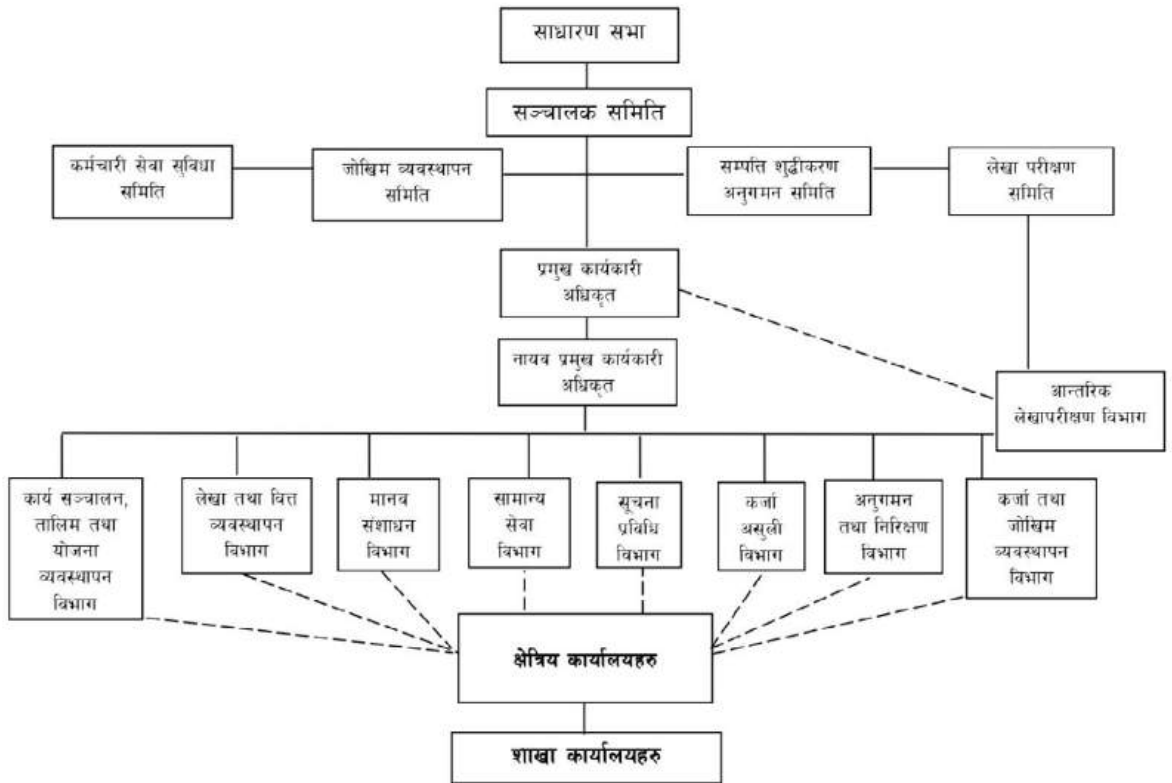 साधारण सभा
सञ्चालक समिति
कर्मचारी सेवा सुविधा
समिति
जोखिम व्यवस्थापन
समिति
सम्पत्ति शुद्धीकरण
अनुगमन समिति
लेखा परीक्षण
समिति
प्रमुख कार्यकारी
अधिकृत
नायव प्रमुख कार्यकारी
अधिकृत
आन्तरिक
लेखापरीक्षण विभाग
कार्य सञ्चालन,
तालिम तथा
योजना
व्यवस्थापन
विभाग
लेखा तथा वित्त
व्यवस्थापन
विभाग
मानव
संशाधन
विभाग
सामान्य
सेवा
विभाग
सूचना
प्रविधि
विभाग
कर्जा
असुली
विभाग
अनुगमन
तथा निरिक्षण
विभाग
कर्जा तथा
जोखिम
व्यवस्थापन
विभाग
क्षेत्रिय कार्यालयहरु
शाखा कार्यालयहरु